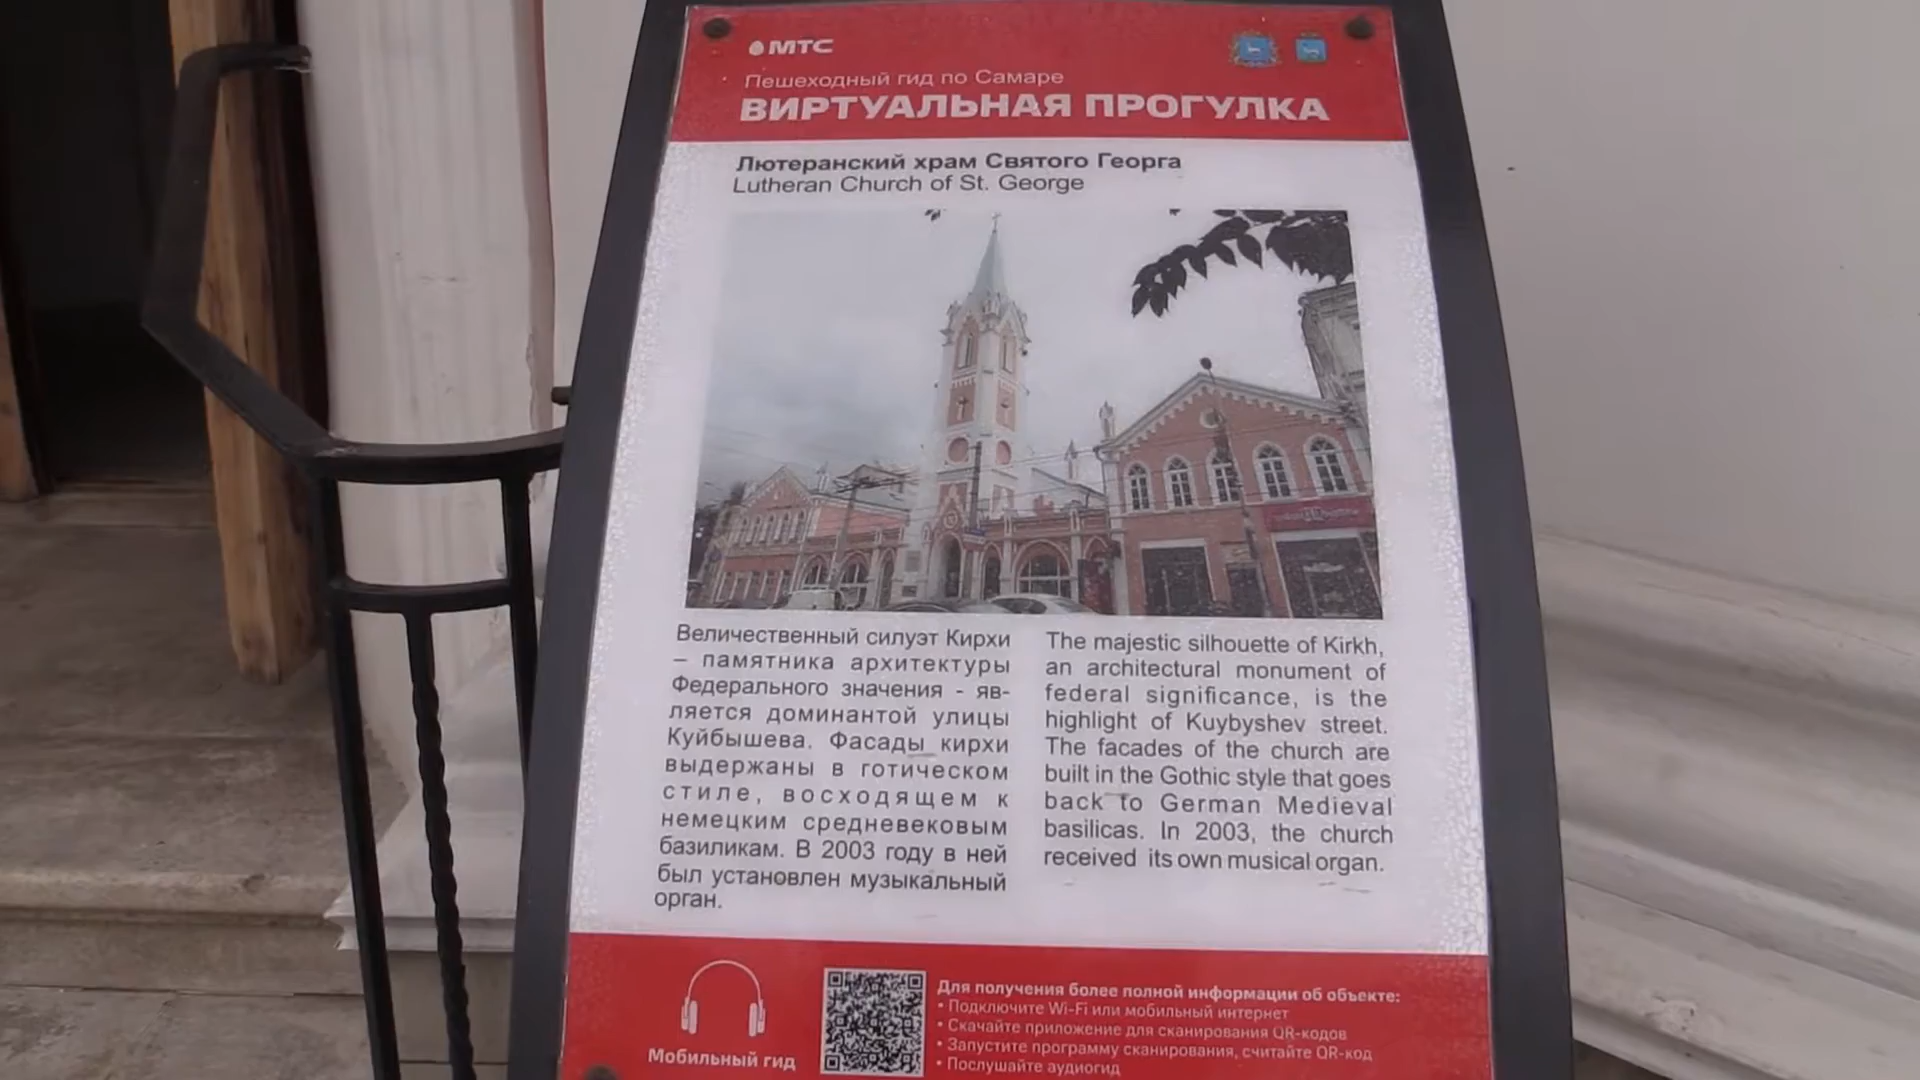 МТС
Пешеходный гид по Самаре
ВИРТУАЛЬНАЯ ПРОГУЛКА
Лютеранский храм Святого Георга
Lutheran Church of St. George
Величественный силуэт Кирхи
– памятника архитектуры
Федерального значения - яв-
ляется доминантой улицы
Куйбышева. Фасады кирхи
выдержаны в готическом
стиле, восходящем к
немецким средневековым
базиликам. В 2003 году в ней
был установлен музыкальный
орган.
The majestic silhouette of Kirkh,
an architectural monument of
federal significance, is the
highlight of Kuybyshev street.
The facades of the church are
built in the Gothic style that goes
back to German Medieval
basilicas. In 2003, the church
received its own musical organ.
Мобильный гид
Для получения более полной информации об объекте:
• Подключите Wi-Fi или мобильный интернет
• Скачайте приложение для сканирования QR-кодов
• Запустите программу сканирования, считайте QR-код
• Послушайте аудиогид